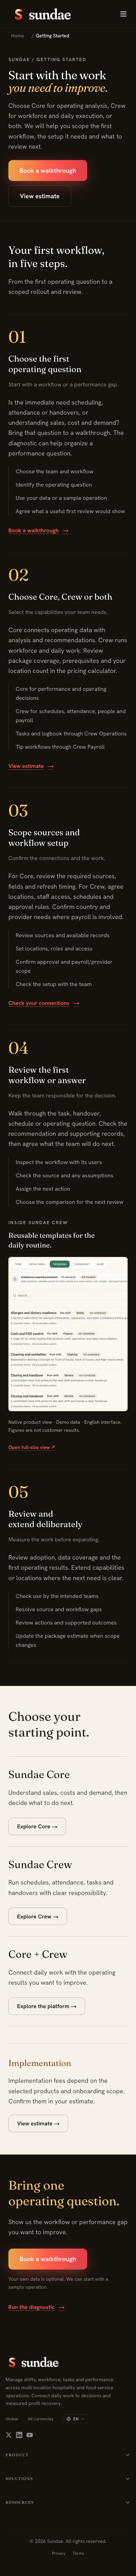 sundae
Home / Getting Started
SUNDAE / GETTING STARTED
Start with the work
you need to improve.
Choose Core for operating analysis, Crew
for workforce and daily execution, or
both. We will help you scope the first
setup around what it needs and what to
review next.
Book a walkthrough
View estimate
Your first workflow,
in five steps.
From the first operating question to a
scoped rollout and review.
01
Choose the first
operating question
Start with a workflow or a performance gap.
Is the immediate need scheduling,
attendance or handovers, or
understanding sales, cost and demand?
Bring that question to a walkthrough. The
diagnostic can help organize a
performance question.
Choose the team and workflow
Identify the operating question
Use your data or a sample operation
Agree what a useful first review would show
Book a walkthrough →
02
Choose Core, Crew or both
Select the capabilities your team needs.
Core connects operating data with
analysis and recommendations. Crew runs
workforce and daily work. Review
package coverage, prerequisites and your
location count in the pricing calculator.
Core for performance and operating
decisions
Crew for schedules, attendance, people and
payroll
Tasks and logbook through Crew Operations
Tip workflows through Crew Payroll
View estimate →
03
Scope sources and
workflow setup
Confirm the connections and the work.
For Core, review the required sources,
fields and refresh timing. For Crew, agree
locations, staff access, schedules and
approval rules. Confirm country and
provider needs where payroll is involved.
Review sources and available records
Set locations, roles and access
Confirm approval and payroll/provider
scope
Check the setup with the team
Check your connections →
04
Review the first
workflow or answer
Keep the team responsible for the decision.
Walk through the task, handover,
schedule or operating question. Check the
recommendation and supporting records,
then agree what the team will do next.
Inspect the workflow with its users
Check the source and any assumptions
Assign the next action
Choose the comparison for the next review
INSIDE SUNDAE CREW
Reusable templates for the
daily routine.
Allergen and dietary readiness
Cash and POS control
Cleaning and sanitation
Closing and handover
Closing and handover
Native product view · Demo data · English interface.
Figures are not customer results.
Open full-size view ↗
05
Review and
extend deliberately
Measure the work before expanding.
Review adoption, data coverage and the
first operating results. Extend capabilities
or locations where the next need is clear.
Check use by the intended teams
Resolve source and workflow gaps
Review actions and supported outcomes
Update the package estimate when scope
changes
Choose your
starting point.
Sundae Core
Understand sales, costs and demand, then
decide what to do next.
Explore Core →
Sundae Crew
Run schedules, attendance, tasks and
handovers with clear responsibility.
Explore Crew →
Core + Crew
Connect daily work with the operating
results you want to improve.
Explore the platform →
Implementation
Implementation fees depend on the
selected products and onboarding scope.
Confirm them in your estimate.
View estimate →
Bring one
operating question.
Show us the workflow or performance gap
you want to improve.
Book a walkthrough
Your own data is optional. We can start with a
sample operation.
Run the diagnostic →
sundae
Manage shifts, workforce, tasks and performance
across multi-location hospitality and food-service
operations. Connect daily work to decisions and
measured profit recovery.
Global All currencies EN
PRODUCT
SOLUTIONS
RESOURCES
© 2026 Sundae. All rights reserved.
Privacy Terms